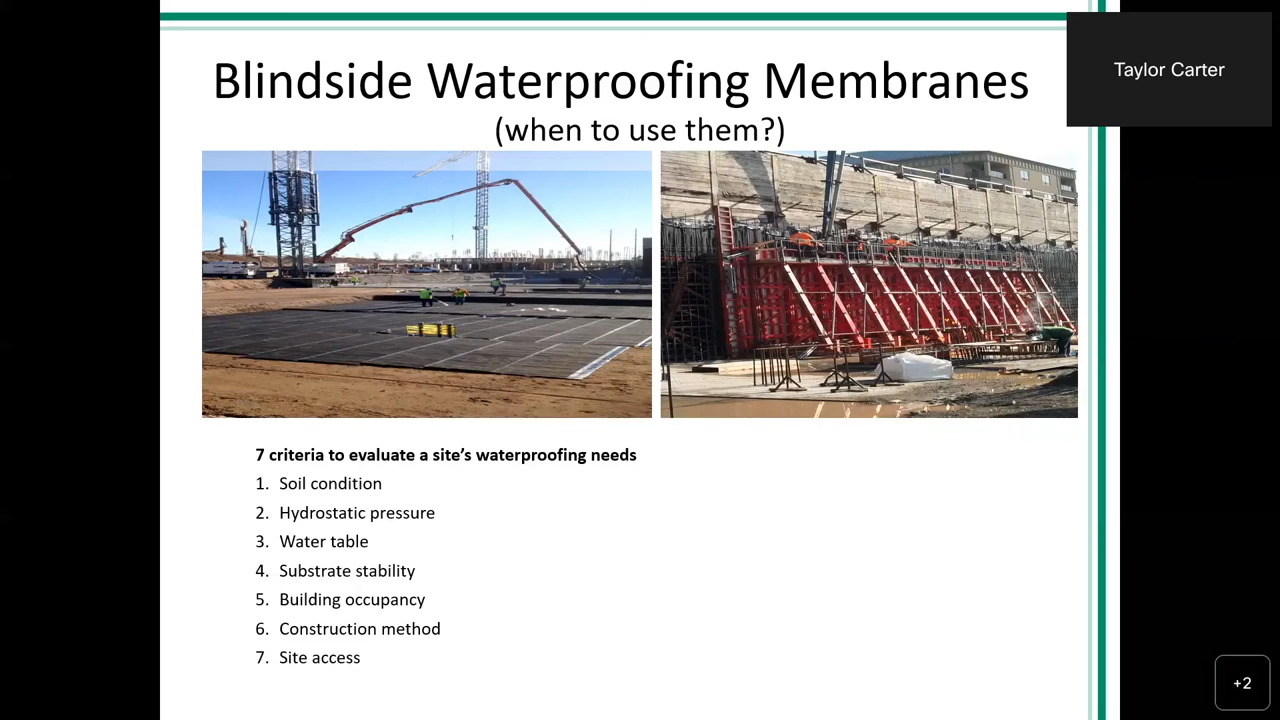 Blindside Waterproofing Membranes
(when to use them?)
Taylor Carter
7 criteria to evaluate a site's waterproofing needs
1. Soil condition
2. Hydrostatic pressure
3. Water table
4. Substrate stability
5. Building occupancy
6. Construction method
7. Site access
+2